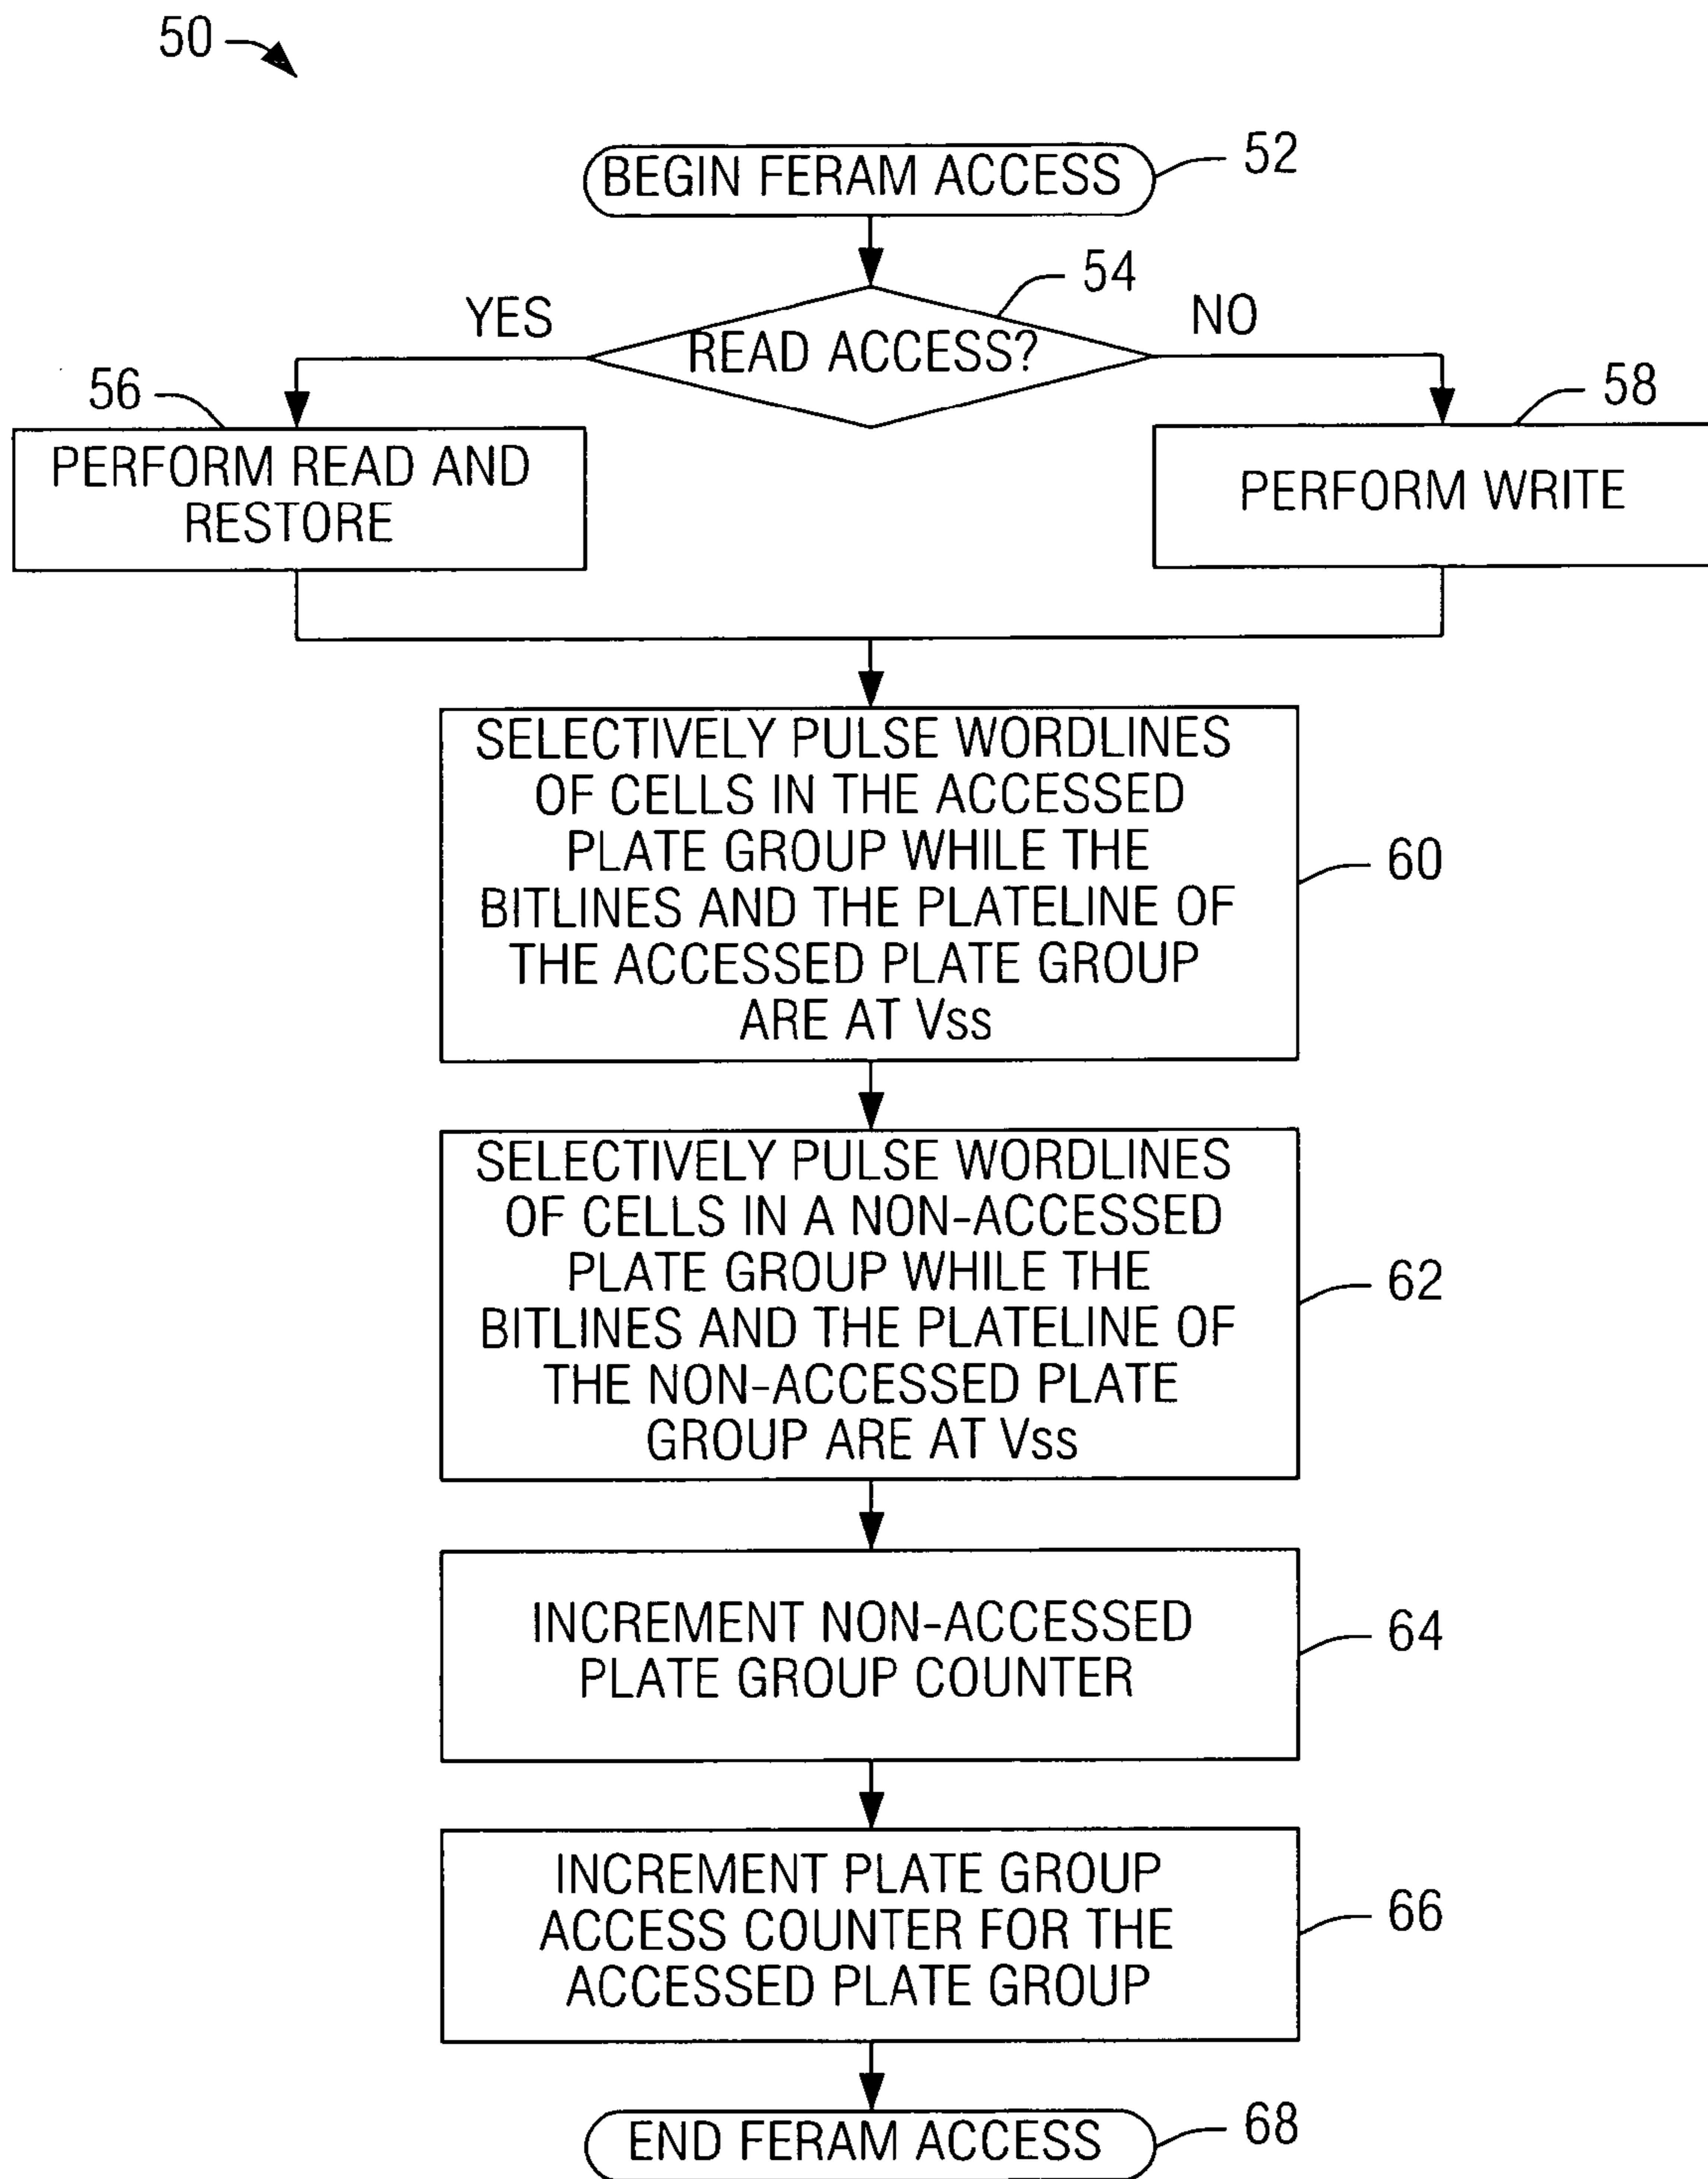 50
BEGIN FERAM ACCESS
52
54
YES
READ ACCESS?
NO
56
58
PERFORM READ AND
RESTORE
PERFORM WRITE
SELECTIVELY PULSE WORDLINES
OF CELLS IN THE ACCESSED
PLATE GROUP WHILE THE
BITLINES AND THE PLATELINE OF
THE ACCESSED PLATE GROUP
ARE AT Vss
60
SELECTIVELY PULSE WORDLINES
OF CELLS IN A NON-ACCESSED
PLATE GROUP WHILE THE
BITLINES AND THE PLATELINE OF
THE NON-ACCESSED PLATE
GROUP ARE AT Vss
62
INCREMENT NON-ACCESSED
PLATE GROUP COUNTER
64
INCREMENT PLATE GROUP
ACCESS COUNTER FOR THE
ACCESSED PLATE GROUP
66
END FERAM ACCESS
68